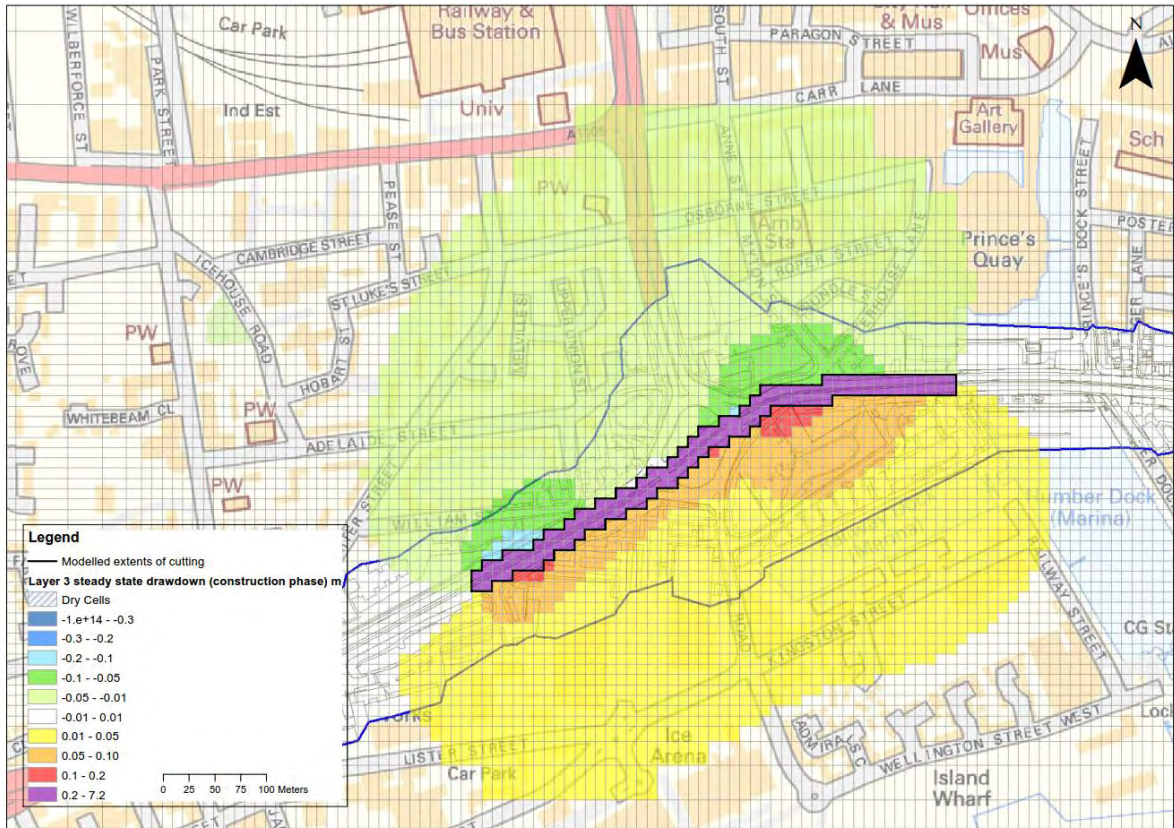 WILBERFORCE ST
PARK STREET
Car Park
Railway &
Bus Station
SOUTH ST
PARAGON STREET
& Mus
Offices
Mus
N
Ind Est
Univ
CARR LANE
Art
Gallery
Sch
PRINCE'S DOCK STREET
PEASE ST
PW
ANNE ST
OSBORNE STREET
Amb
Sta
MYTON
ROPER STREET
Prince's
Quay
POSTER
CAMBRIDGE STREET
ICEHOUSE ROAD
ST LUKE'S STREET
MELVILLE ST
UPPER UNION ST
PW
HOBART ST
WHITEBEAM CL
PW
ADELAIDE STREET
PW
WILLIAM
Humber Dock
(Marina)
RAILWAY STREET
ROAD
KINGSTON STREET
CG St
LISTER STREET
Car Park
Ice
Arena
WELLINGTON STREET WEST
Island
Wharf
Legend
Modelled extents of cutting
Layer 3 steady state drawdown (construction phase) m
Dry Cells
-1.e+14 - -0.3
-0.3 - -0.2
-0.2 - -0.1
-0.1 - -0.05
-0.05 - -0.01
-0.01 - 0.01
0.01 - 0.05
0.05 - 0.10
0.1 - 0.2
0.2 - 7.2
0 25 50 75 100 Meters